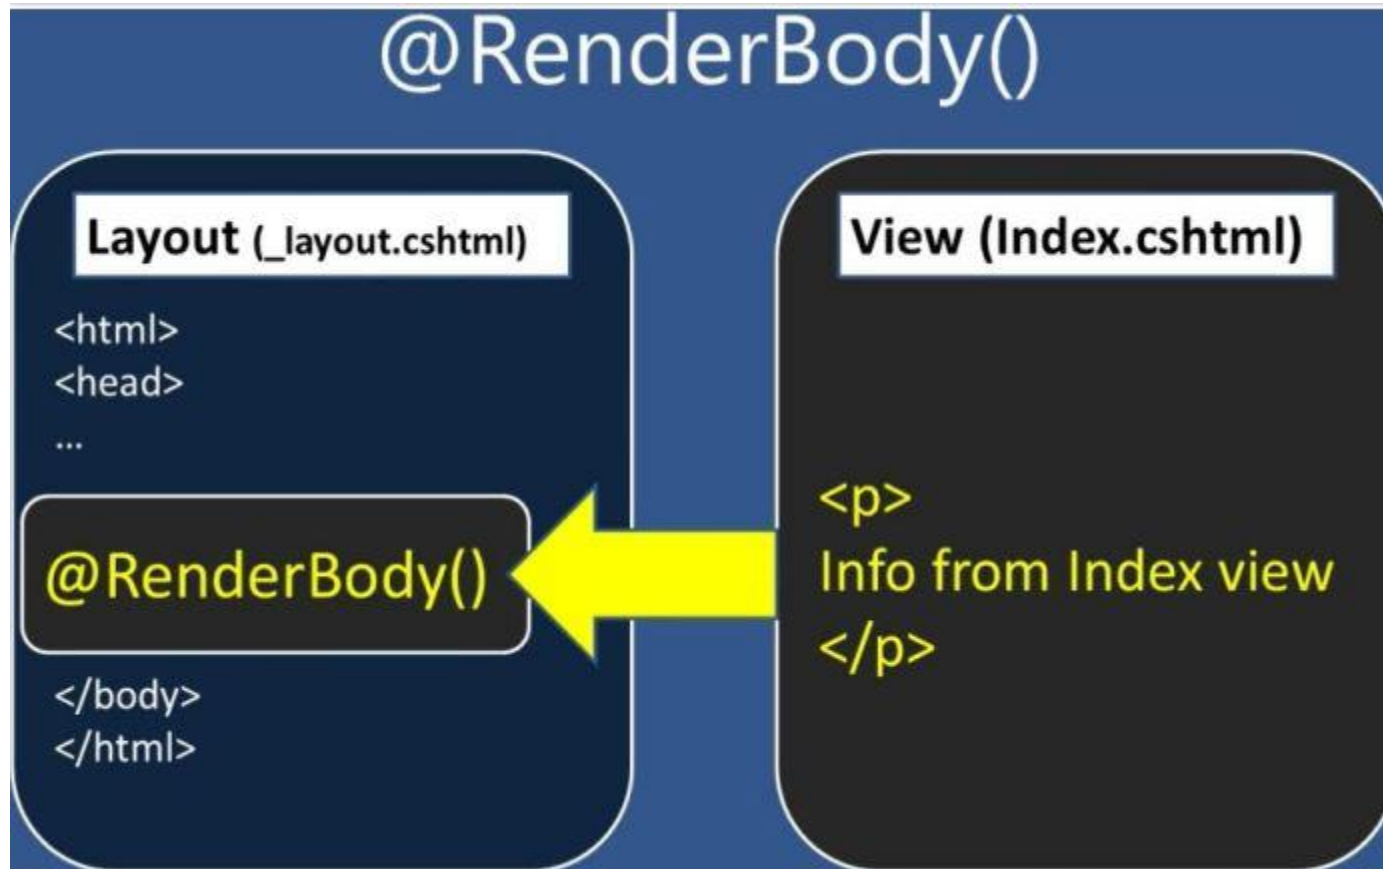 @RenderBody()
Layout (_layout.cshtml)
<html>
<head>
...
@RenderBody()
</body>
</html>
View (Index.cshtml)
<p>
Info from Index view
</p>